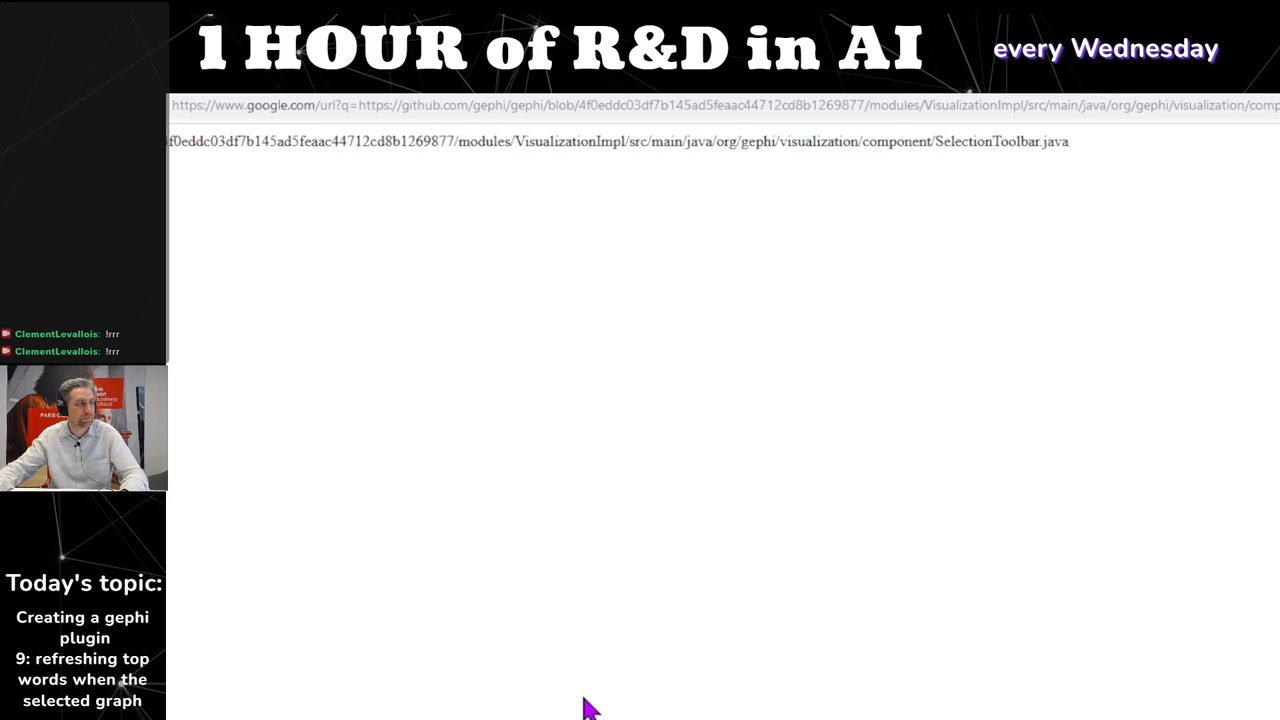 1 HOUR of R&D in AI
every Wednesday
https://www.google.com/url?q=https://github.com/gephi/gephi/blob/4f0eddc03df7b145ad5feaac44712cd8b1269877/modules/VisualizationImpl/src/main/java/org/gephi/visualization/comp
f0eddc03df7b145ad5feaac44712cd8b1269877/modules/VisualizationImpl/src/main/java/org/gephi/visualization/component/SelectionToolbar.java
ClementLevallois: !rrr
ClementLevallois: !rrr
Today's topic:
Creating a gephi
plugin
9: refreshing top
words when the
selected graph